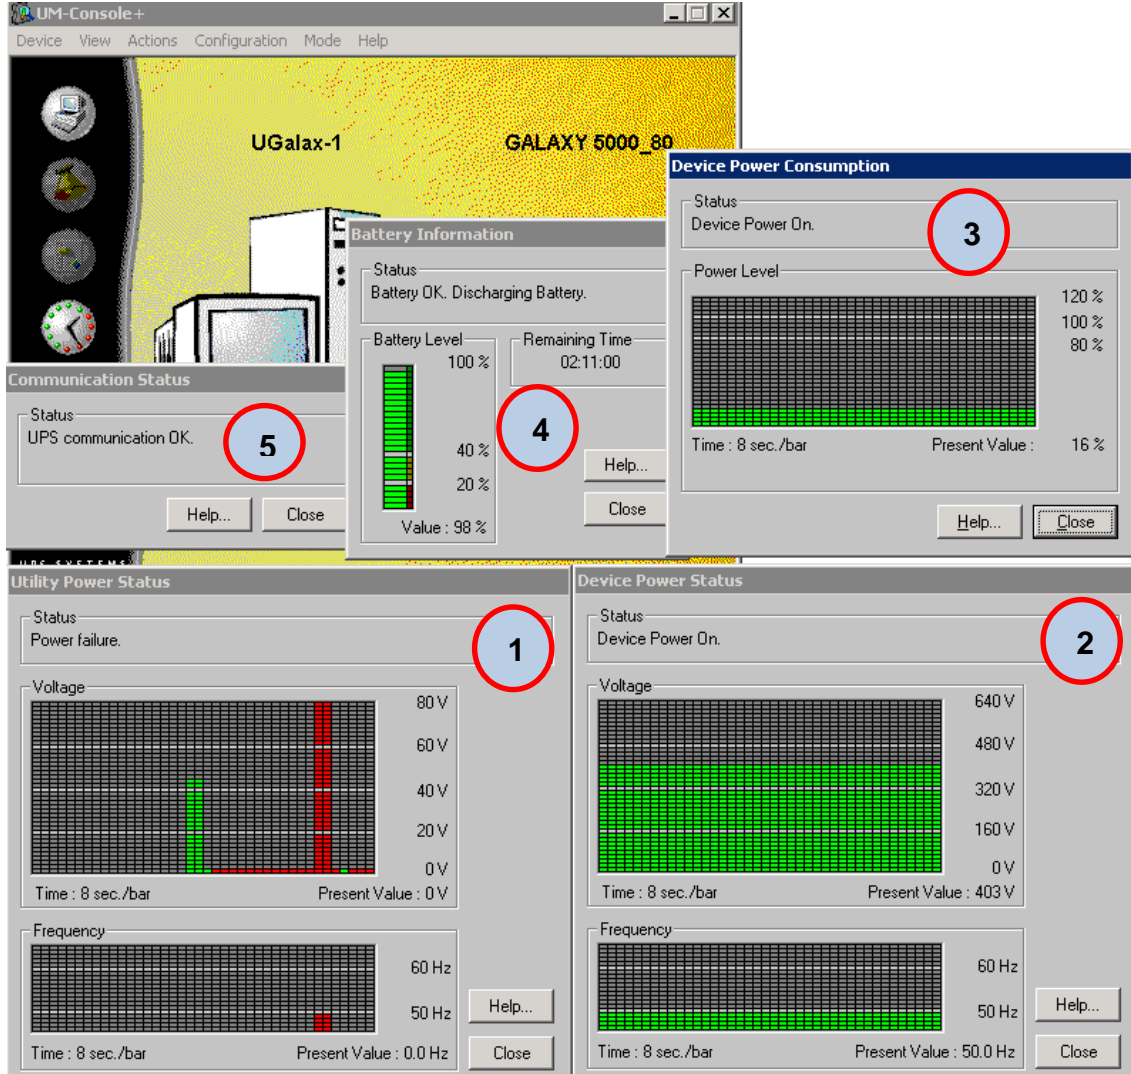 UM-Console+
Device View Actions Configuration Mode Help
UGalax-1
GALAXY 5000_80
Device Power Consumption
Status
Device Power On.
3
Power Level
120 %
100 %
80 %
Time : 8 sec./bar
Present Value : 16 %
Help...
Close
Battery Information
Status
Battery OK. Discharging Battery.
Battery Level
100 %
40 %
20 %
Value : 98 %
Remaining Time
02:11:00
4
Help...
Close
Communication Status
Status
UPS communication OK.
5
Help...
Close
UPS SYSTEMS
Utility Power Status
Status
Power failure.
1
Voltage
80 V
60 V
40 V
20 V
0 V
Time : 8 sec./bar
Present Value : 0 V
Frequency
60 Hz
50 Hz
Time : 8 sec./bar
Present Value : 0.0 Hz
Help...
Close
Device Power Status
Status
Device Power On.
2
Voltage
640 V
480 V
320 V
160 V
0 V
Time : 8 sec./bar
Present Value : 403 V
Frequency
60 Hz
50 Hz
Time : 8 sec./bar
Present Value : 50.0 Hz
Help...
Close